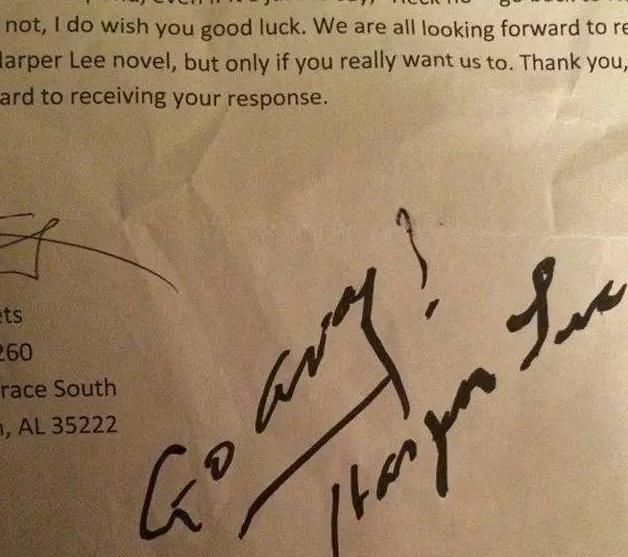 not, I do wish you good luck. We are all looking forward to re
Harper Lee novel, but only if you really want us to. Thank you,
ard to receiving your response.
ets
260
race South
, AL 35222
Go away!
Harper Lee